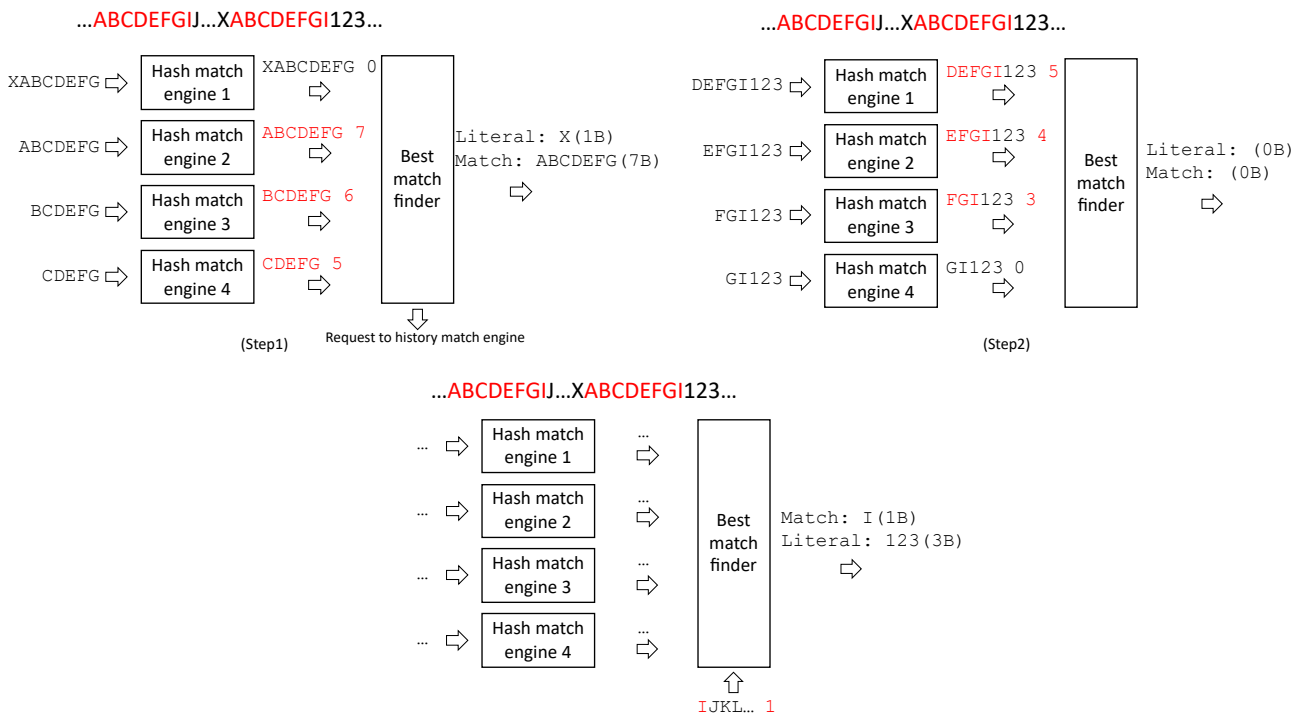 ...ABCDEFGIJ...XABCDEFGI123...
XABCDEFG
Hash match
engine 1
XABCDEFG 0
ABCDEFG
Hash match
engine 2
ABCDEFG 7
BCDEFG
Hash match
engine 3
BCDEFG 6
CDEFG
Hash match
engine 4
CDEFG 5
Best
match
finder
Literal: X(1B)
Match: ABCDEFG(7B)
Request to history match engine
(Step1)
...ABCDEFGIJ...XABCDEFGI123...
DEFGI123
Hash match
engine 1
DEFGI123 5
EFGI123
Hash match
engine 2
EFGI123 4
FGI123
Hash match
engine 3
FGI123 3
GI123
Hash match
engine 4
GI123 0
Best
match
finder
Literal: (0B)
Match: (0B)
(Step2)
...ABCDEFGIJ...XABCDEFGI123...
...
Hash match
engine 1
...
...
Hash match
engine 2
...
...
Hash match
engine 3
...
...
Hash match
engine 4
...
Best
match
finder
Match: I(1B)
Literal: 123(3B)
IJKL... 1